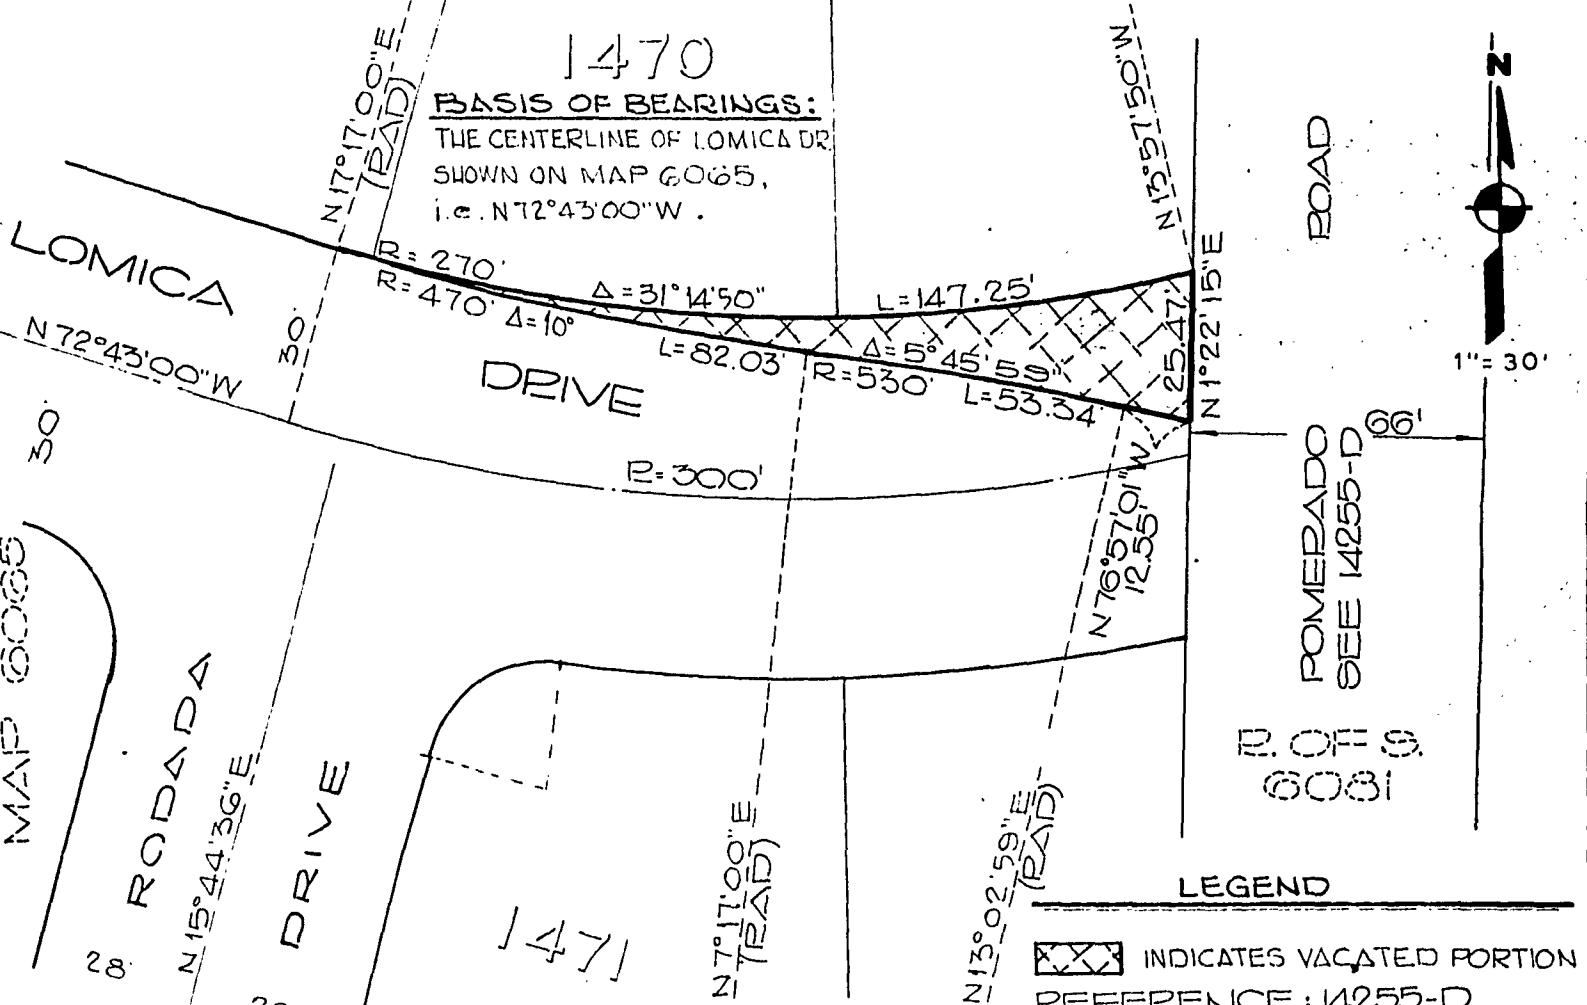 1470
BASIS OF BEARINGS:
THE CENTERLINE OF LOMICA DR
SHOWN ON MAP 6065,
i.e. N72°43'00"W.
N17°17'00"E
(RAD)
N13°57'50"W
N
1"=30'
ROAD
LOMICA
DRIVE
N72°43'00"W
30'
30'
R=270'
Δ=31°14'50"
L=147.25'
R=470'
Δ=10°
L=82.03'
Δ=5°45'59"
R=530'
L=53.34'
25.47'
N1°22'15"E
66'
R=300'
N76°57'01"W
12.55'
POMERADO
SEE 14255-D
R. OF S.
6081
MAP 6065
RODADA
DRIVE
N15°44'36"E
28'
1471
N7°17'00"E
(RAD)
N13°02'59"E
(RAD)
LEGEND
INDICATES VACATED PORTION
REFERENCE: 14255-D